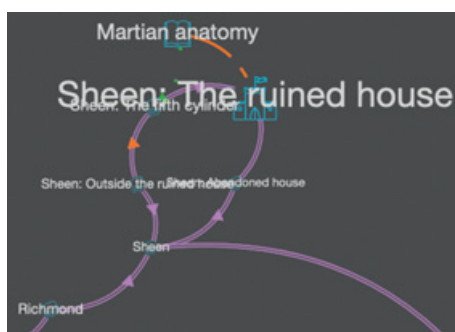 Martian anatomy
Sheen: The ruined house
Sheen: The fifth cylinder
Sheen: Outside the ruined house
Sheen: Abandoned house
Sheen
Richmond